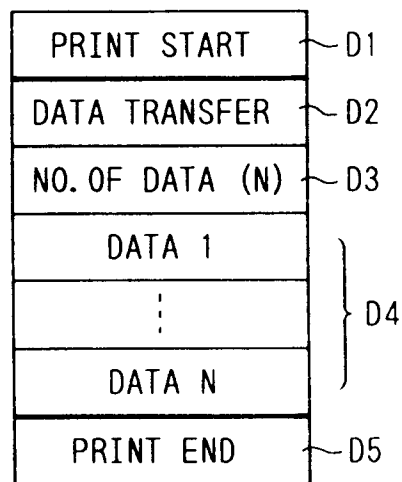 PRINT START D1
DATA TRANSFER D2
NO. OF DATA (N) D3
DATA 1
D4
DATA N
PRINT END D5